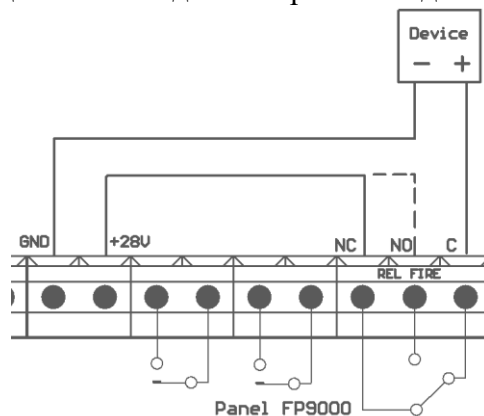 Device
- +
GND +28V NC NO C
REL FIRE
Panel FP9000